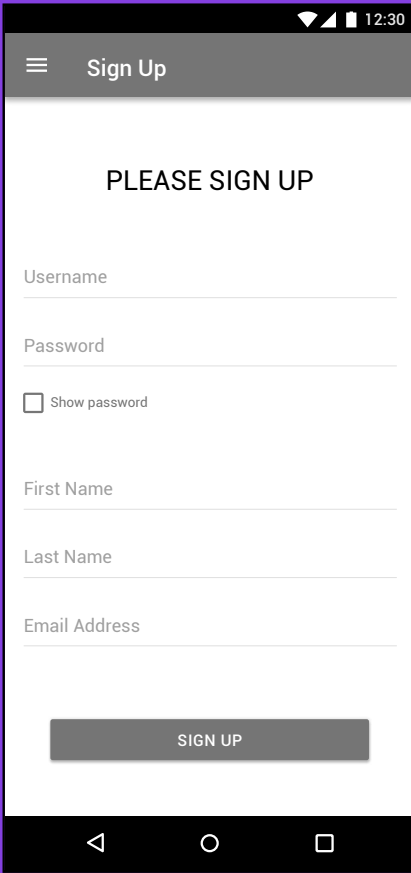 12:30
Sign Up
PLEASE SIGN UP
Username
Password
Show password
First Name
Last Name
Email Address
SIGN UP